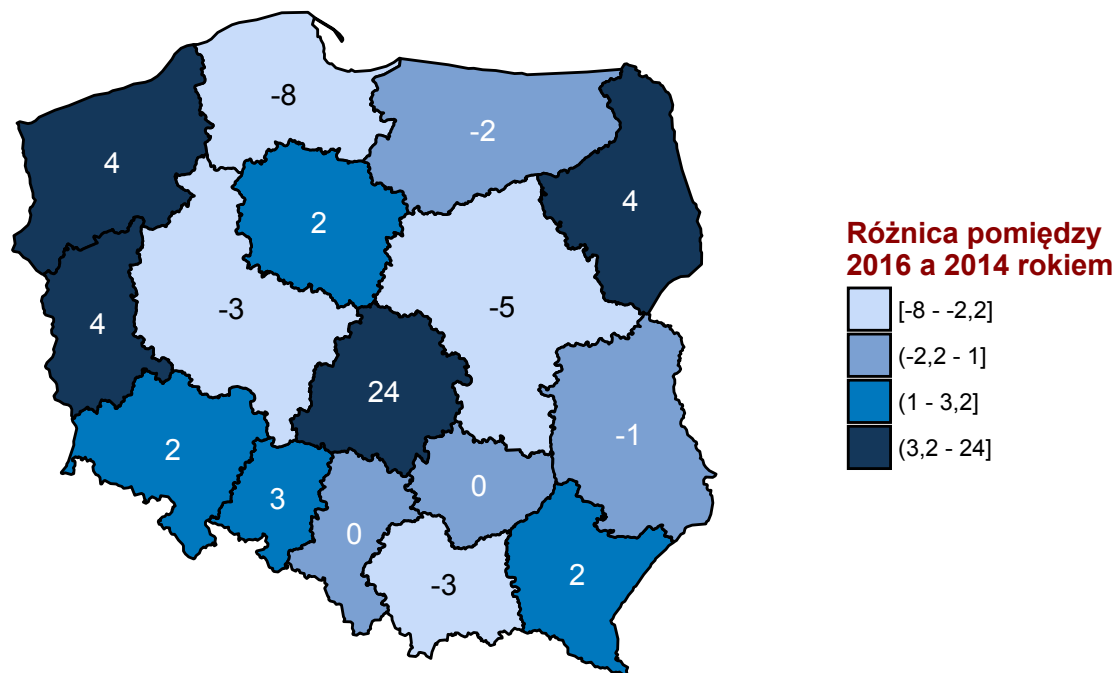 -8
-2
4
4
2
-3
-5
4
24
-1
2
3
0
0
-3
2
Różnica pomiędzy
2016 a 2014 rokiem
[-8 - -2,2]
(-2,2 - 1]
(1 - 3,2]
(3,2 - 24]